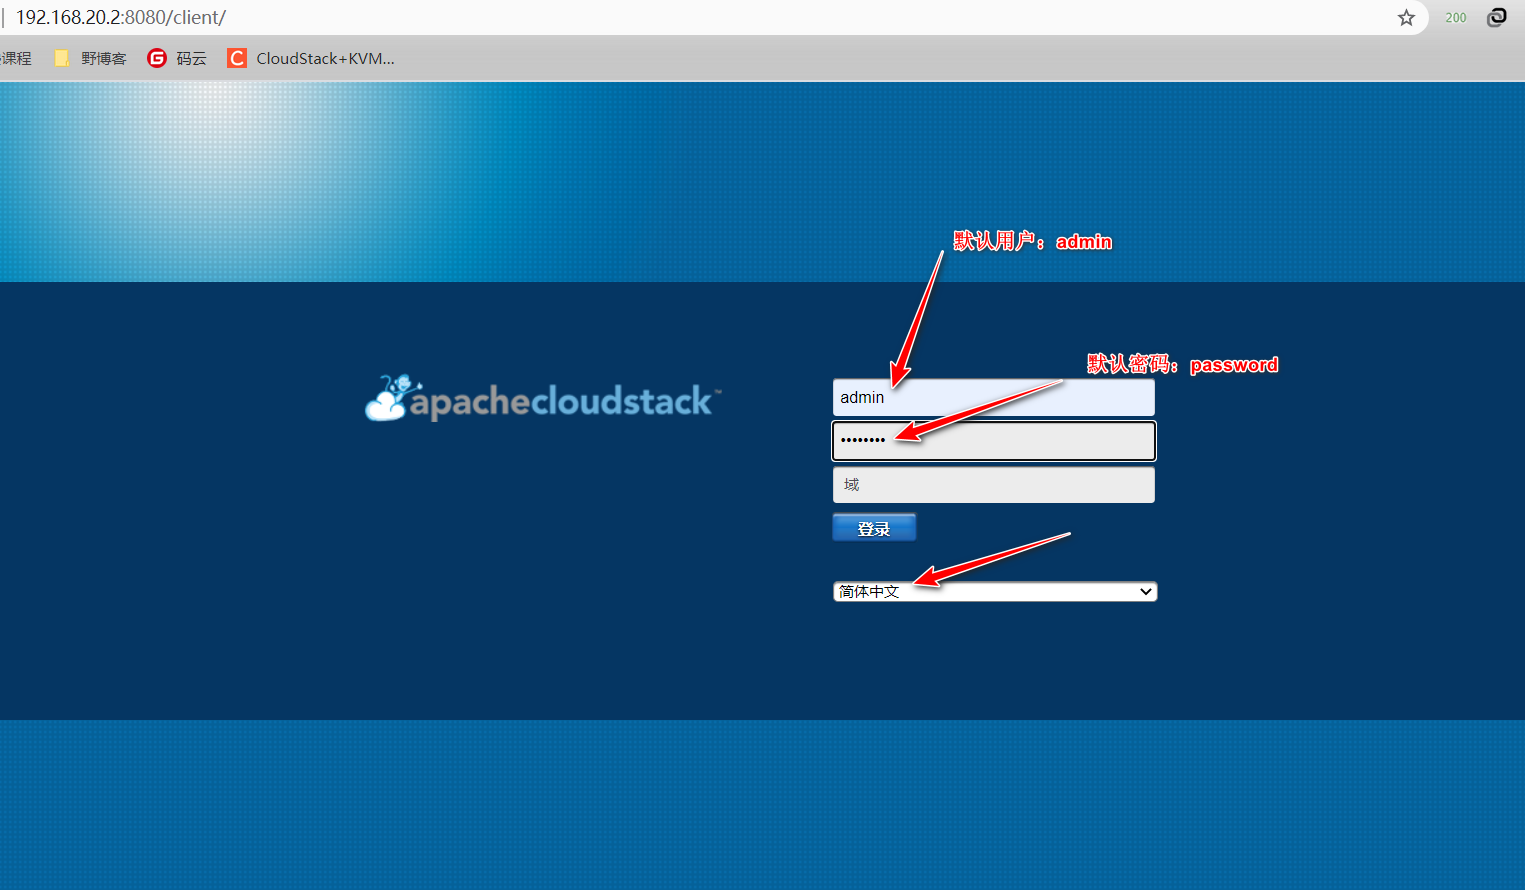 192.168.20.2:8080/client/
200
课程 野博客 码云 CloudStack+KVM...
默认用户：admin
默认密码：password
apachecloudstack™
admin
••••••••
域
登录
简体中文